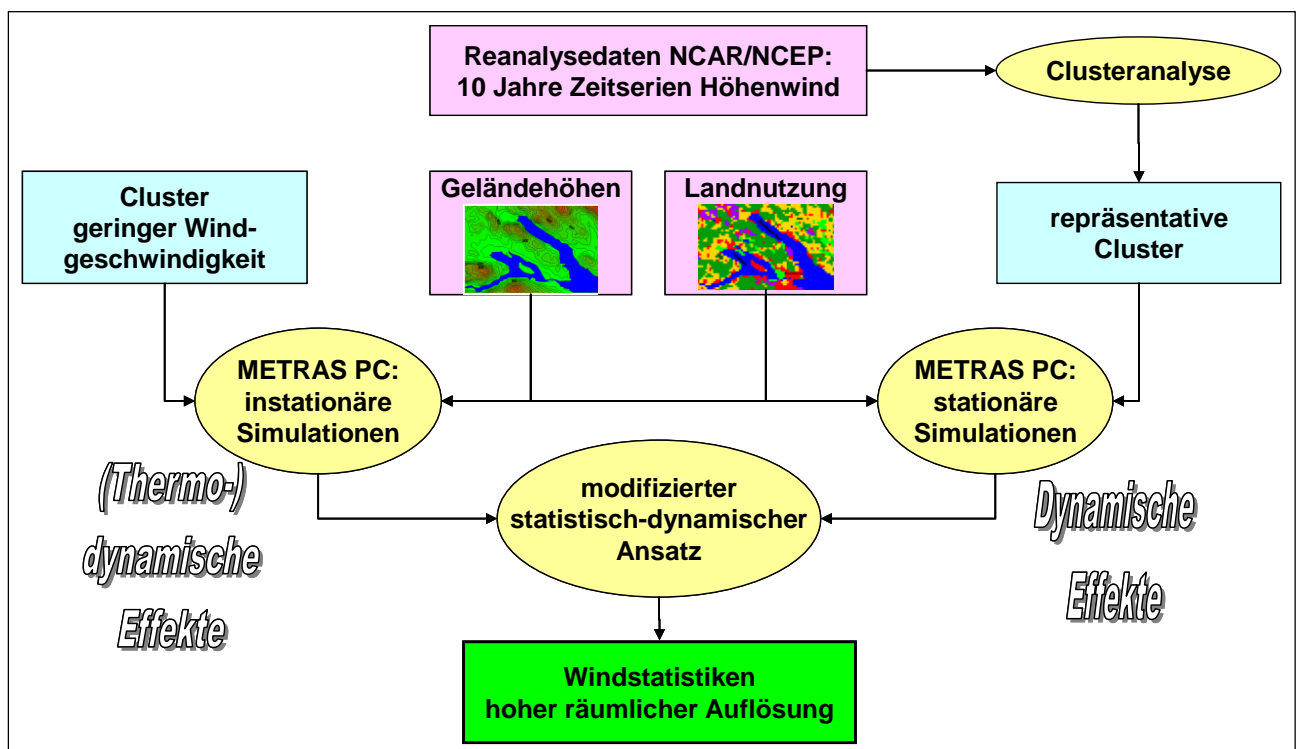 Reanalysedaten NCAR/NCEP:
10 Jahre Zeitserien Höhenwind
Clusteranalyse
Cluster
geringer Wind-
geschwindigkeit
Geländehöhen
Landnutzung
repräsentative
Cluster
METRAS PC:
instationäre
Simulationen
METRAS PC:
stationäre
Simulationen
(Thermo-)
dynamische
Effekte
modifizierter
statistisch-dynamischer
Ansatz
Dynamische
Effekte
Windstatistiken
hoher räumlicher Auflösung